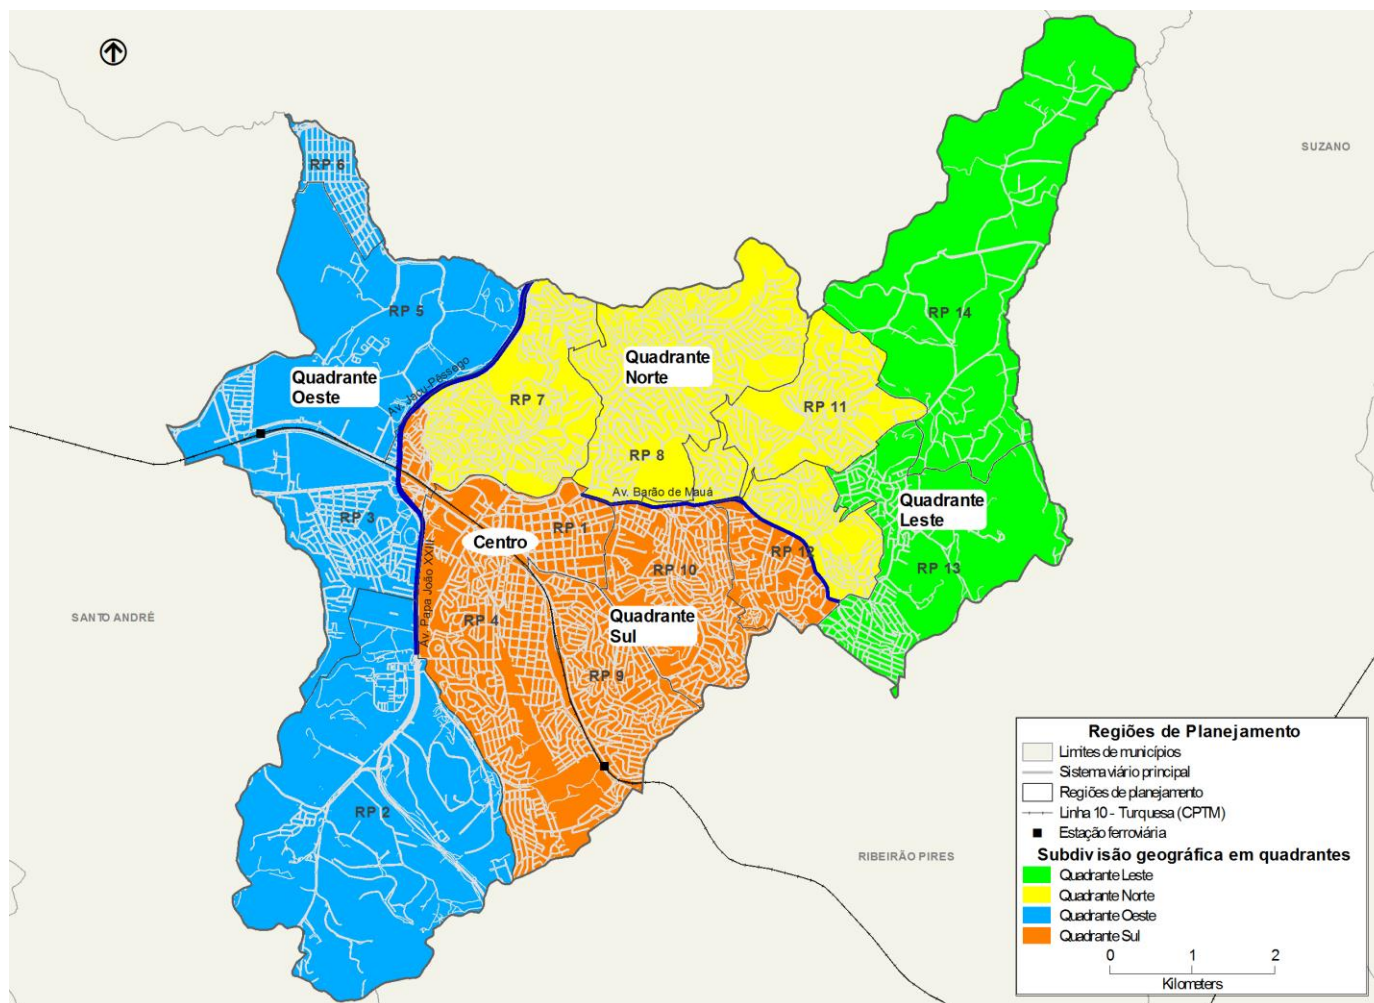 SUZANO
RP 6
RP 5
RP 14
Quadrante
Oeste
Av. Jacu-Pêssego
Quadrante
Norte
RP 7
RP 11
RP 8
Av. Barão de Mauá
Quadrante
Leste
RP 3
Centro
RP 1
RP 12
RP 10
RP 13
Av. Papa João XXIII
SANTO ANDRÉ
RP 4
Quadrante
Sul
RP 9
RP 2
RIBEIRÃO PIRES
Regiões de Planejamento
Limites de municípios
Sistema viário principal
Regiões de planejamento
Linha 10 - Turquesa (CPTM)
Estação ferroviária
Subdivisão geográfica em quadrantes
Quadrante Leste
Quadrante Norte
Quadrante Oeste
Quadrante Sul
0 1 2
Kilometers